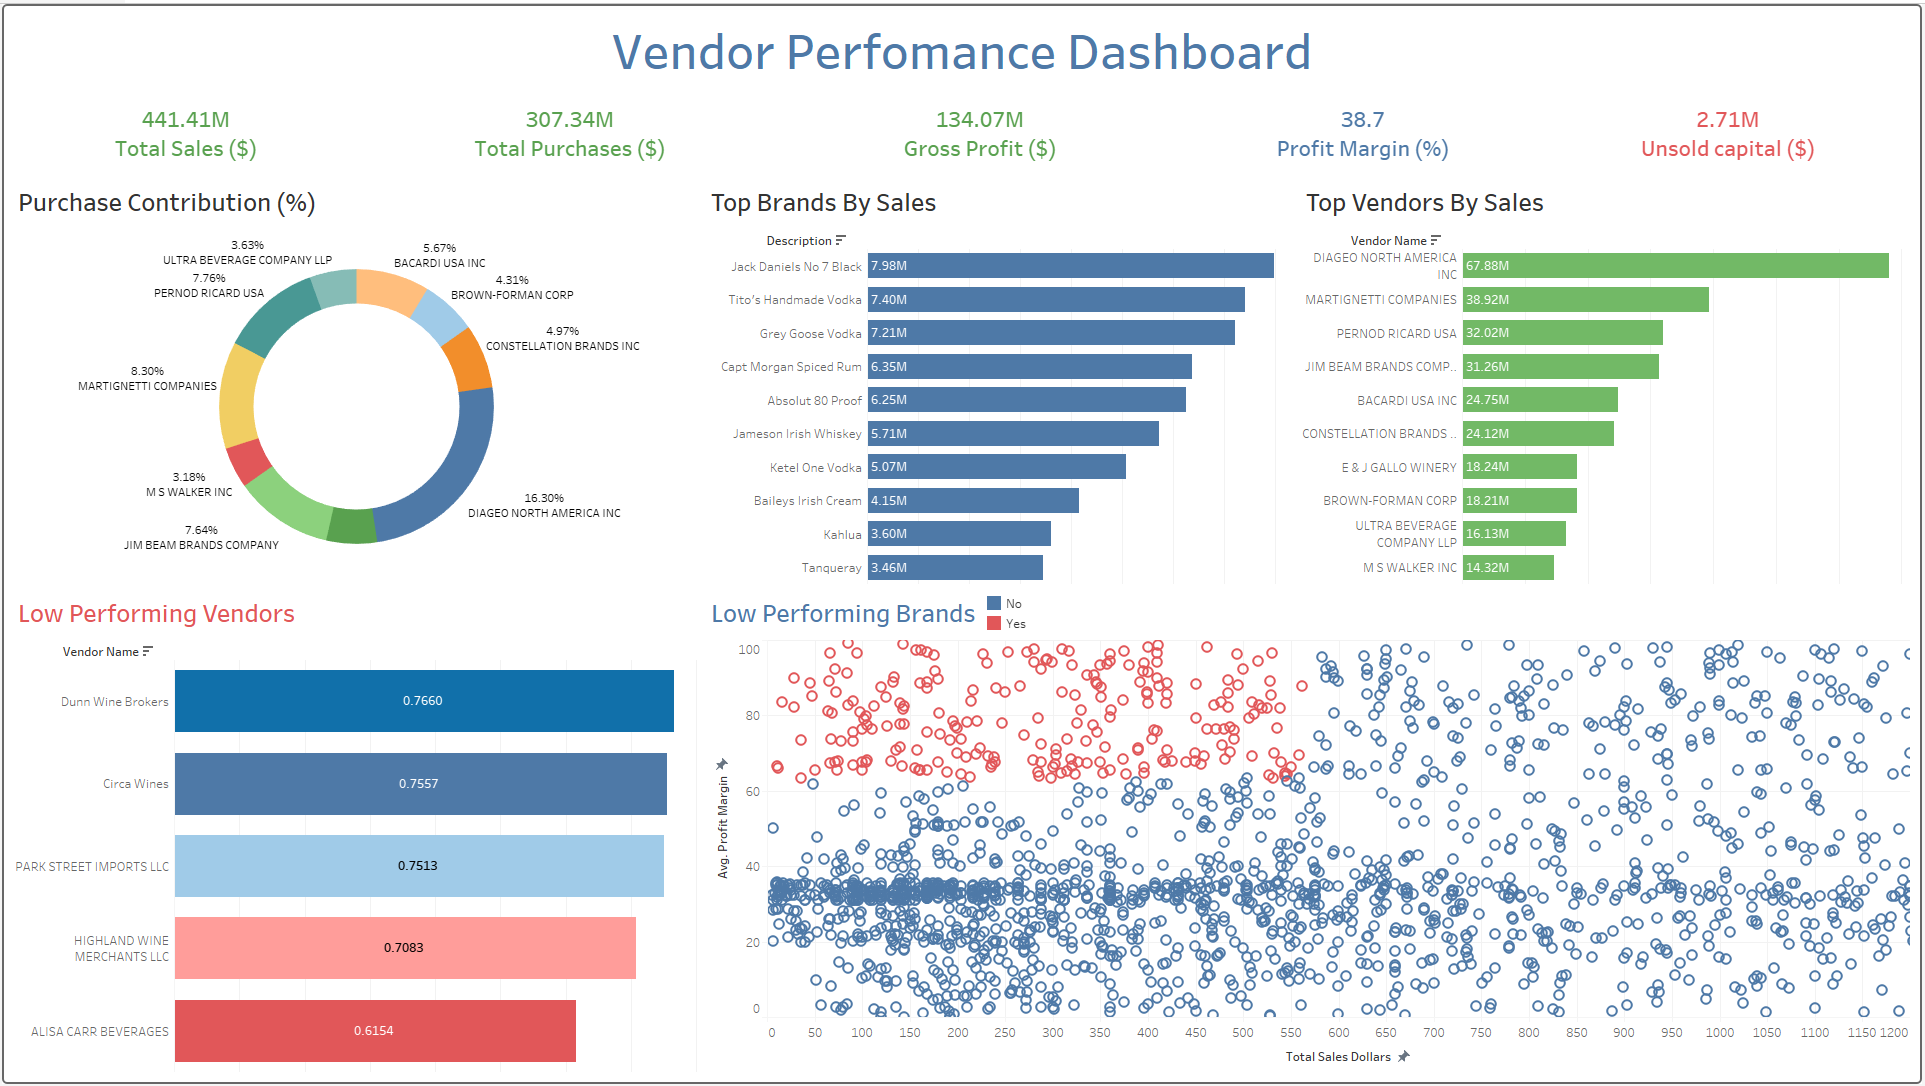 Vendor Perfomance Dashboard
441.41M
Total Sales ($)
307.34M
Total Purchases ($)
134.07M
Gross Profit ($)
38.7
Profit Margin (%)
2.71M
Unsold capital ($)
Purchase Contribution (%)
3.63%
ULTRA BEVERAGE COMPANY LLP
7.76%
PERNOD RICARD USA
5.67%
BACARDI USA INC
4.31%
BROWN-FORMAN CORP
4.97%
CONSTELLATION BRANDS INC
8.30%
MARTIGNETTI COMPANIES
3.18%
M S WALKER INC
16.30%
DIAGEO NORTH AMERICA INC
7.64%
JIM BEAM BRANDS COMPANY
Top Brands By Sales
Description
Jack Daniels No 7 Black 7.98M
Tito's Handmade Vodka 7.40M
Grey Goose Vodka 7.21M
Capt Morgan Spiced Rum 6.35M
Absolut 80 Proof 6.25M
Jameson Irish Whiskey 5.71M
Ketel One Vodka 5.07M
Baileys Irish Cream 4.15M
Kahlua 3.60M
Tanqueray 3.46M
Top Vendors By Sales
Vendor Name
DIAGEO NORTH AMERICA
INC
67.88M
MARTIGNETTI COMPANIES 38.92M
PERNOD RICARD USA 32.02M
JIM BEAM BRANDS COMP.. 31.26M
BACARDI USA INC 24.75M
CONSTELLATION BRANDS .. 24.12M
E & J GALLO WINERY 18.24M
BROWN-FORMAN CORP 18.21M
ULTRA BEVERAGE
COMPANY LLP
16.13M
M S WALKER INC 14.32M
Low Performing Vendors
Vendor Name
Dunn Wine Brokers 0.7660
Circa Wines 0.7557
PARK STREET IMPORTS LLC 0.7513
HIGHLAND WINE
MERCHANTS LLC
0.7083
ALISA CARR BEVERAGES 0.6154
Low Performing Brands
No
Yes
Avg. Profit Margin
100
80
60
40
20
0
0 50 100 150 200 250 300 350 400 450 500 550 600 650 700 750 800 850 900 950 1000 1050 1100 1150 1200
Total Sales Dollars